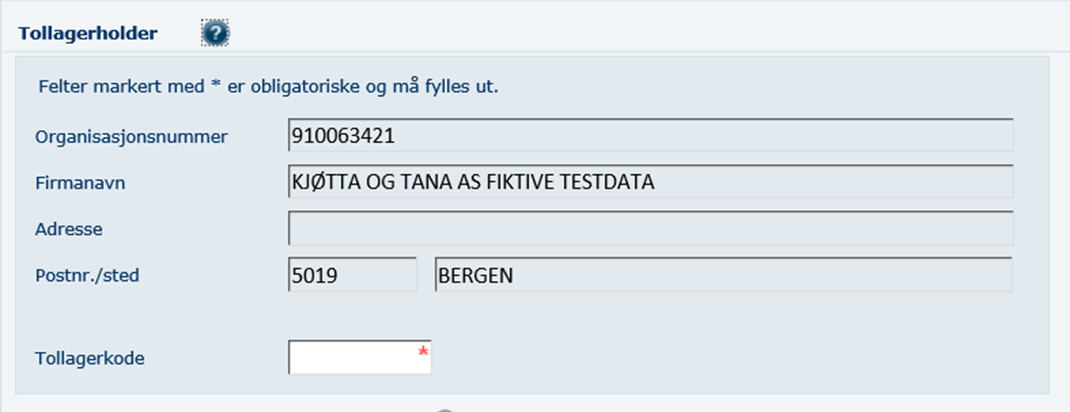 Tollagerholder ?
Felter markert med * er obligatoriske og må fylles ut.
Organisasjonsnummer 910063421
Firmanavn KJØTTA OG TANA AS FIKTIVE TESTDATA
Adresse
Postnr./sted 5019 BERGEN
Tollagerkode *